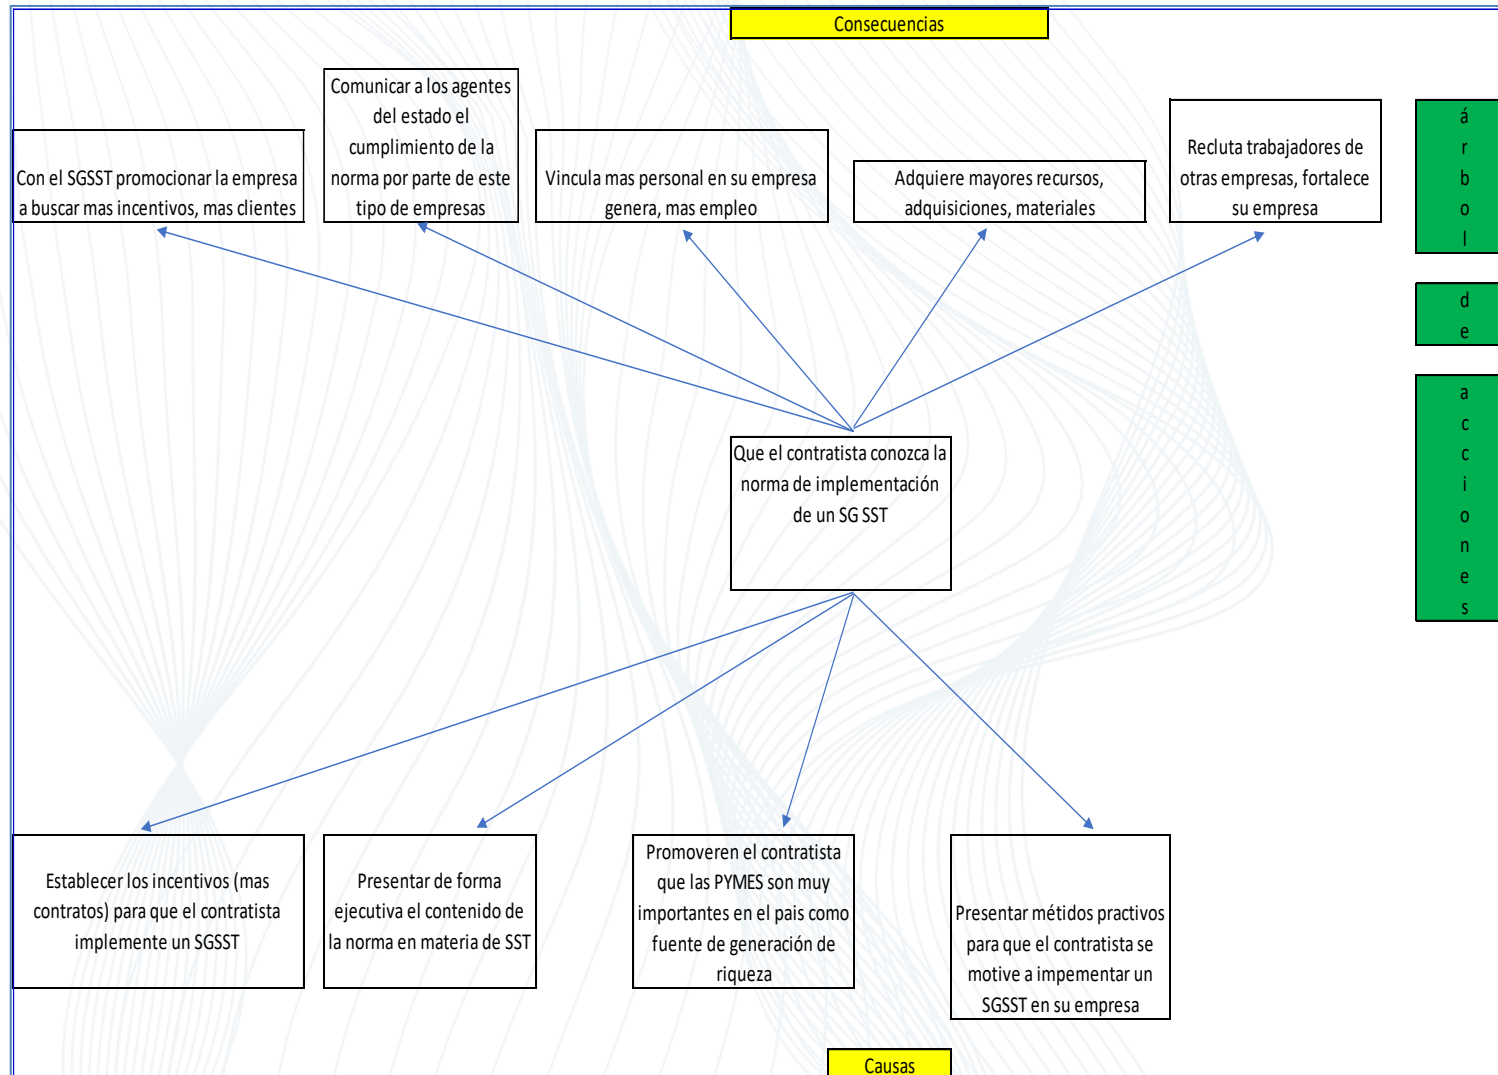 Consecuencias
Con el SGSST promocionar la empresa
a buscar mas incentivos, mas clientes
Comunicar a los agentes
del estado el
cumplimiento de la
norma por parte de este
tipo de empresas
Vincula mas personal en su empresa
genera, mas empleo
Adquiere mayores recursos,
adquisiciones, materiales
Recluta trabajadores de
otras empresas, fortalece
su empresa
á
r
b
o
l
d
e
a
c
c
i
o
n
e
s
Que el contratista conozca la
norma de implementación
de un SG SST
Establecer los incentivos (mas
contratos) para que el contratista
implemente un SGSST
Presentar de forma
ejecutiva el contenido de
la norma en materia de SST
Promoveren el contratista
que las PYMES son muy
importantes en el pais como
fuente de generación de
riqueza
Presentar métidos practivos
para que el contratista se
motive a impementar un
SGSST en su empresa
Causas